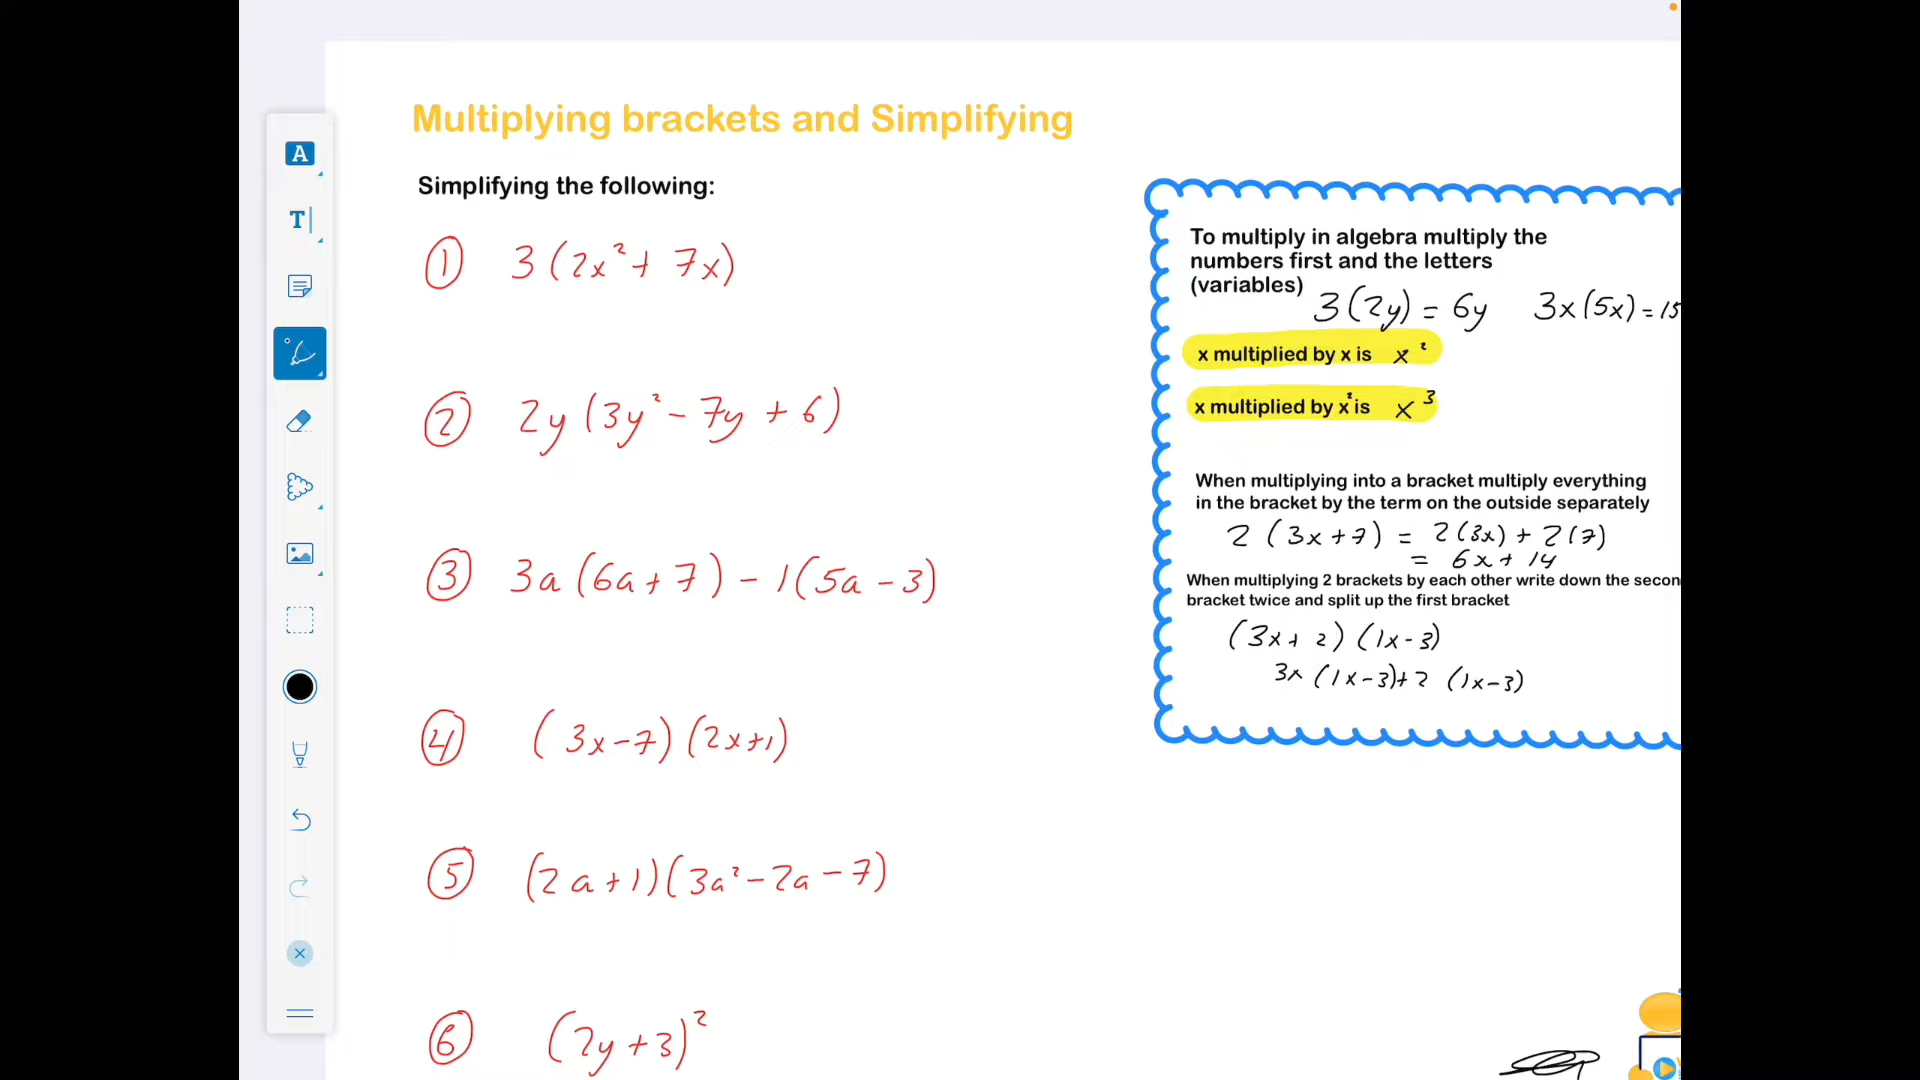 Multiplying brackets and Simplifying
Simplifying the following:
① 3(2x²+ 7x)
② 2y(3y² - 7y + 6)
③ 3a(6a+7) - 1(5a-3)
④ (3x-7)(2x+1)
⑤ (2a+1)(3a²-2a-7)
⑥ (2y+3)²
To multiply in algebra multiply the
numbers first and the letters
(variables)
3(2y) = 6y 3x(5x)=15
x multiplied by x is x²
x multiplied by x² is x³
When multiplying into a bracket multiply everything
in the bracket by the term on the outside separately
2(3x+7) = 2(3x)+2(7)
= 6x+14
When multiplying 2 brackets by each other write down the secon
bracket twice and split up the first bracket
(3x+2)(1x-3)
3x(1x-3)+2(1x-3)
A
T